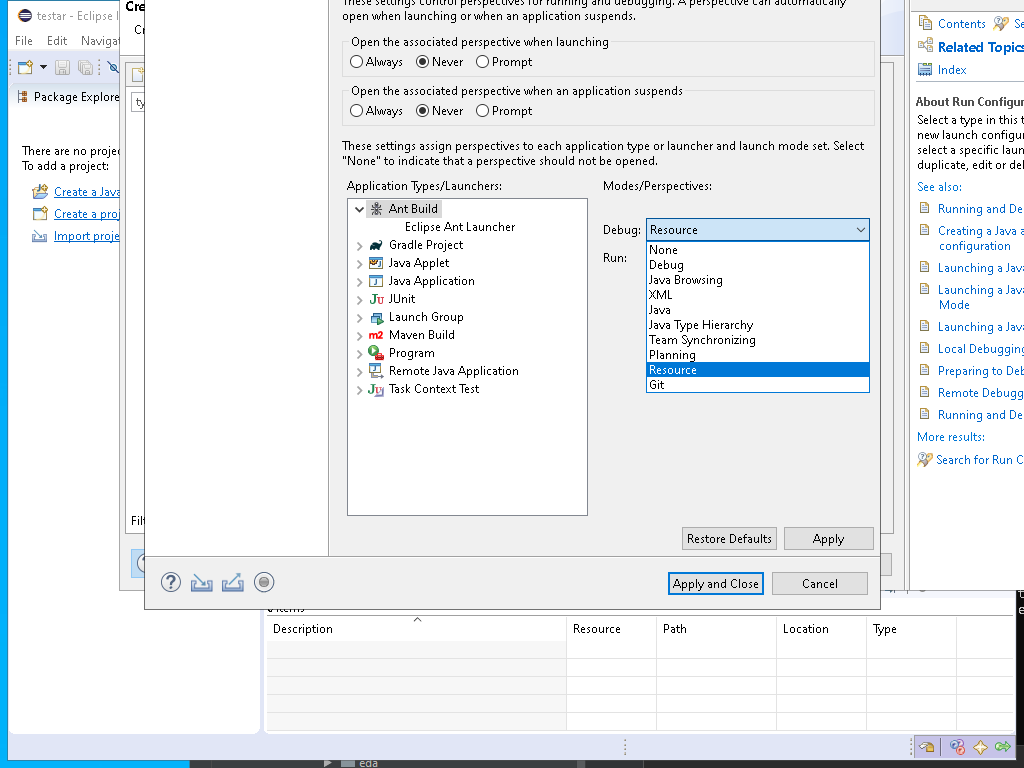 testar - Eclipse I
File Edit Navigat
Package Explore
There are no projec
To add a project:
Create a Java
Create a proj
Import proje
Cre
Cr
ty
Filt
These settings control perspectives for running and debugging. A perspective can automatically
open when launching or when an application suspends.
Open the associated perspective when launching
Always Never Prompt
Open the associated perspective when an application suspends
Always Never Prompt
These settings assign perspectives to each application type or launcher and launch mode set. Select
"None" to indicate that a perspective should not be opened.
Application Types/Launchers:
Modes/Perspectives:
Ant Build
Eclipse Ant Launcher
Gradle Project
Java Applet
Java Application
JUnit
Launch Group
Maven Build
Program
Remote Java Application
Task Context Test
Debug: Resource
Run:
None
Debug
Java Browsing
XML
Java
Java Type Hierarchy
Team Synchronizing
Planning
Resource
Git
Restore Defaults Apply
Apply and Close Cancel
Contents Se
Related Topics
Index
About Run Configur
Select a type in this t
new launch configur
select a specific laun
duplicate, edit or del
See also:
Running and De
Creating a Java a
configuration
Launching a Java
Launching a Java
Mode
Launching a Java
Local Debugging
Preparing to Deb
Remote Debugg
Running and De
More results:
Search for Run C
0 items
Description Resource Path Location Type
eda